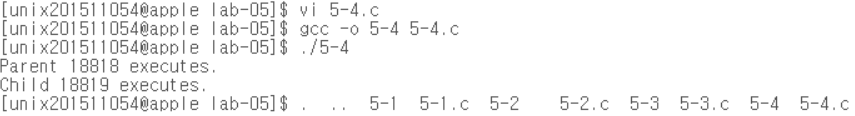 [unix201511054@apple lab-05]$ vi 5-4.c
[unix201511054@apple lab-05]$ gcc -o 5-4 5-4.c
[unix201511054@apple lab-05]$ ./5-4
Parent 18818 executes.
Child 18819 executes.
[unix201511054@apple lab-05]$ .  ..  5-1  5-1.c  5-2    5-2.c  5-3  5-3.c  5-4  5-4.c